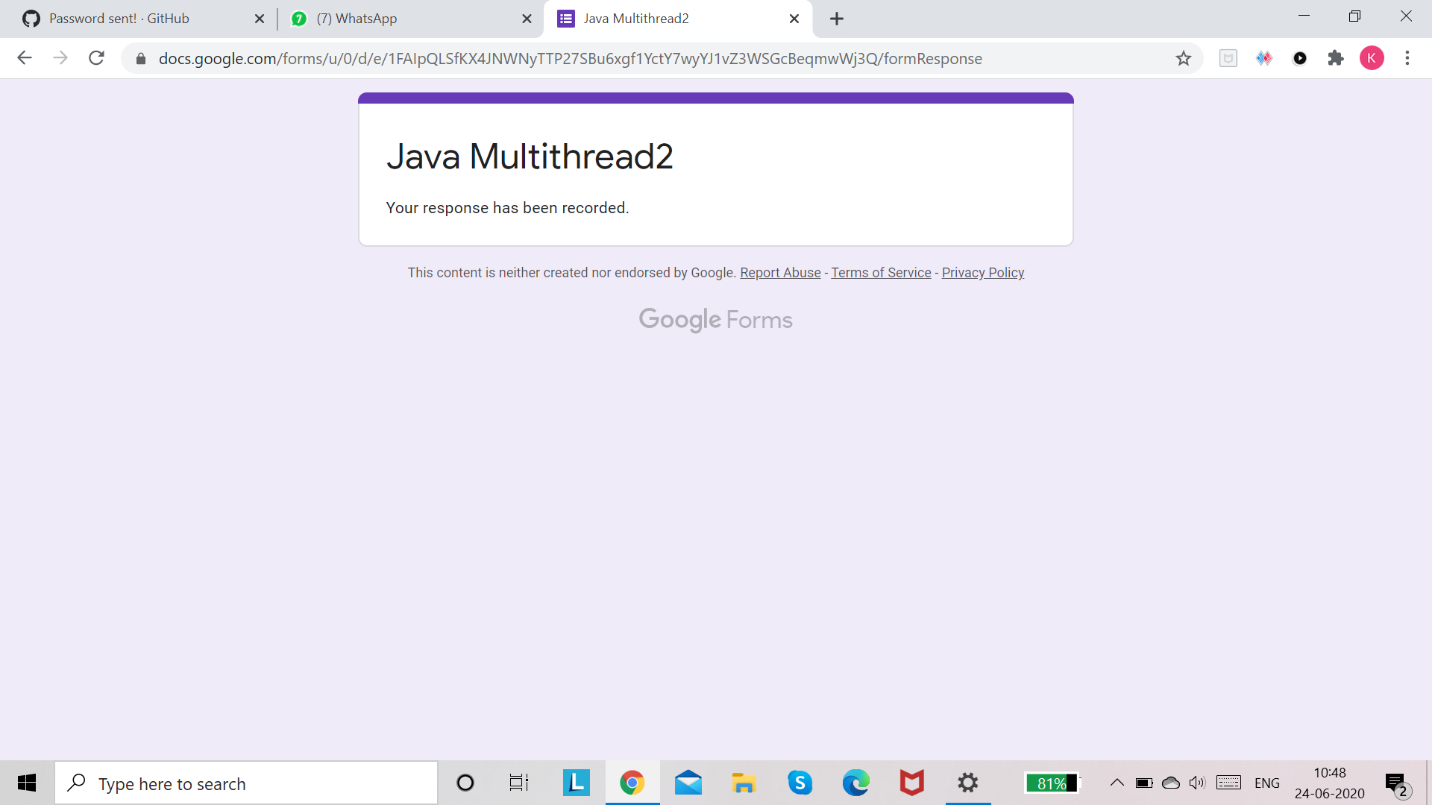 Password sent! · GitHub
(7) WhatsApp
Java Multithread2
docs.google.com/forms/u/0/d/e/1FAIpQLSfKX4JNWNyTTP27SBu6xgf1YctY7wyYJ1vZ3WSGcBeqmwWj3Q/formResponse
K
Java Multithread2
Your response has been recorded.
This content is neither created nor endorsed by Google. Report Abuse - Terms of Service - Privacy Policy
Google Forms
Type here to search
L
S
81%
ENG
10:48
24-06-2020
2